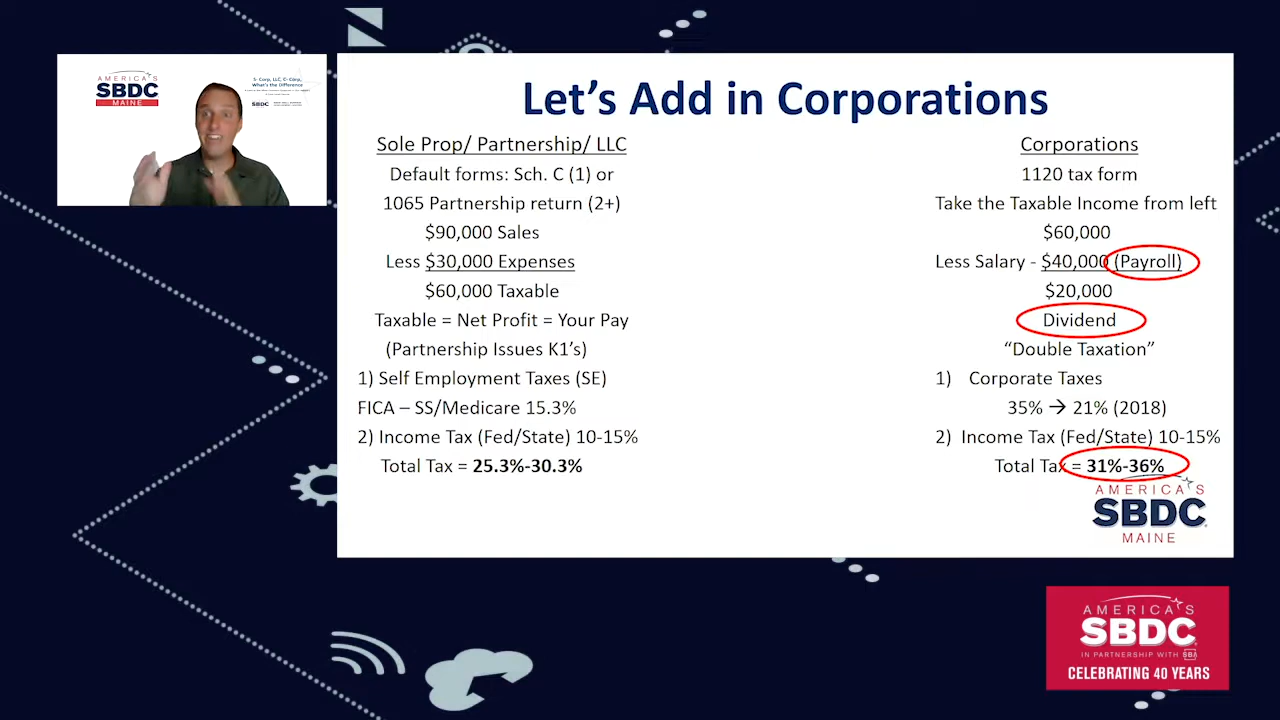 AMERICA'S
SBDC
MAINE
S- Corp, LLC, C- Corp,
What's the Difference
SBDC
Let's Add in Corporations
Sole Prop/ Partnership/ LLC
Default forms: Sch. C (1) or
1065 Partnership return (2+)
$90,000 Sales
Less $30,000 Expenses
$60,000 Taxable
Taxable = Net Profit = Your Pay
(Partnership Issues K1's)
1) Self Employment Taxes (SE)
FICA – SS/Medicare 15.3%
2) Income Tax (Fed/State) 10-15%
Total Tax = 25.3%-30.3%
Corporations
1120 tax form
Take the Taxable Income from left
$60,000
Less Salary - $40,000 (Payroll)
$20,000
Dividend
“Double Taxation”
1) Corporate Taxes
35% → 21% (2018)
2) Income Tax (Fed/State) 10-15%
Total Tax = 31%-36%
AMERICA'S
SBDC
MAINE
AMERICA'S
SBDC
IN PARTNERSHIP WITH SBA
CELEBRATING 40 YEARS